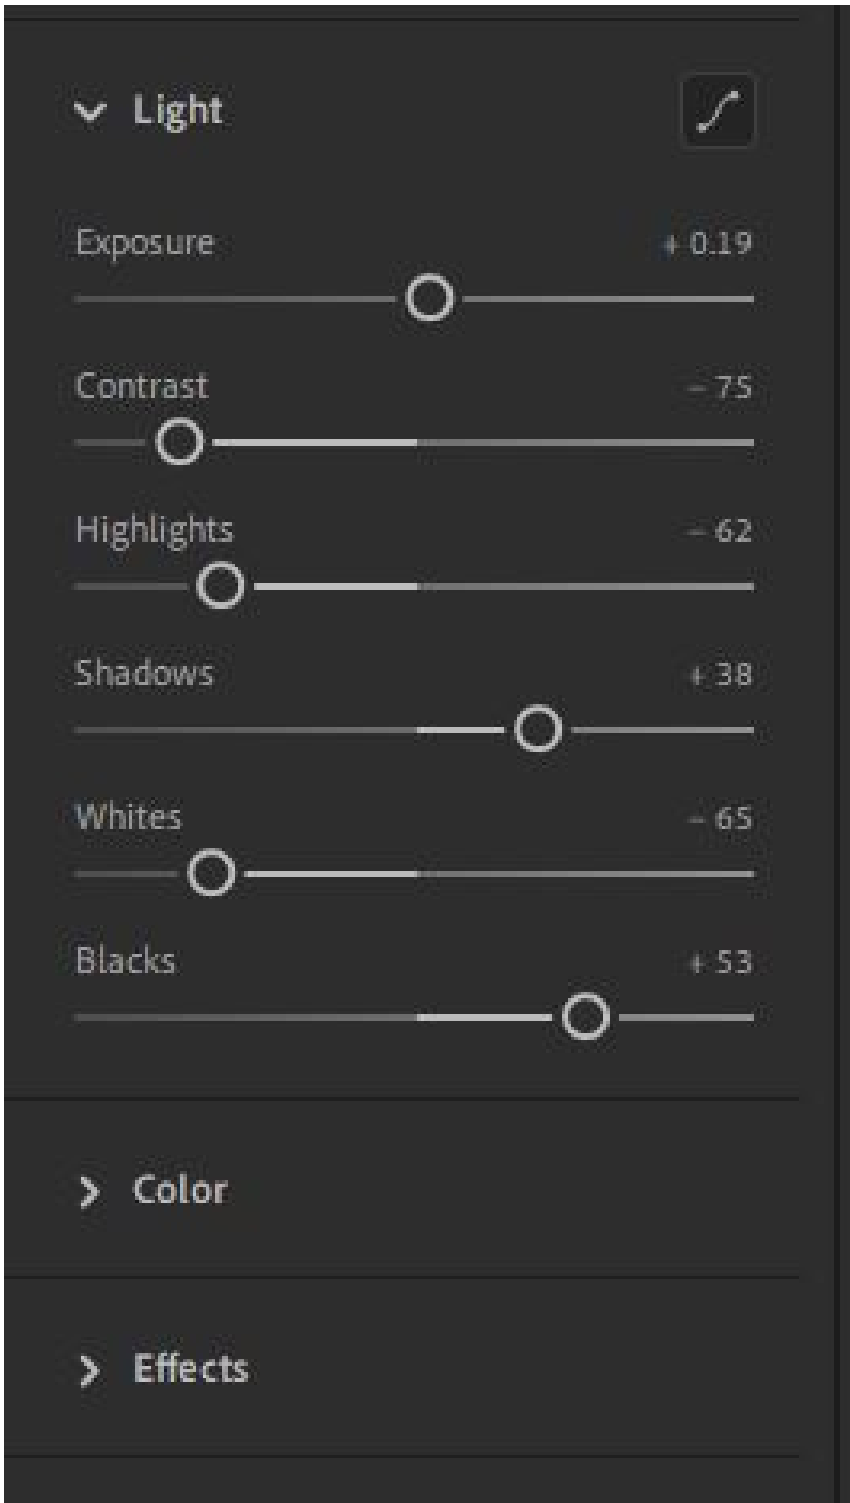 Light
Exposure + 0.19
Contrast − 75
Highlights − 62
Shadows + 38
Whites − 65
Blacks + 53
Color
Effects